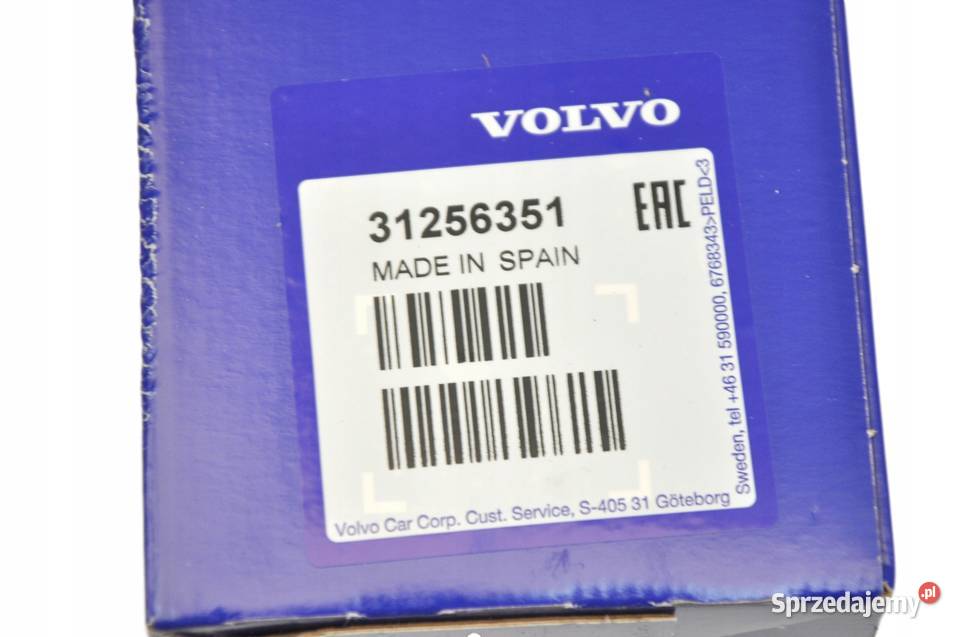 VOLVO
31256351
EAC
MADE IN SPAIN
Volvo Car Corp. Cust. Service, S-405 31 Göteborg
Sweden, tel +46 31 590000, 6768343>PELD<3
Sprzedajemy.pl